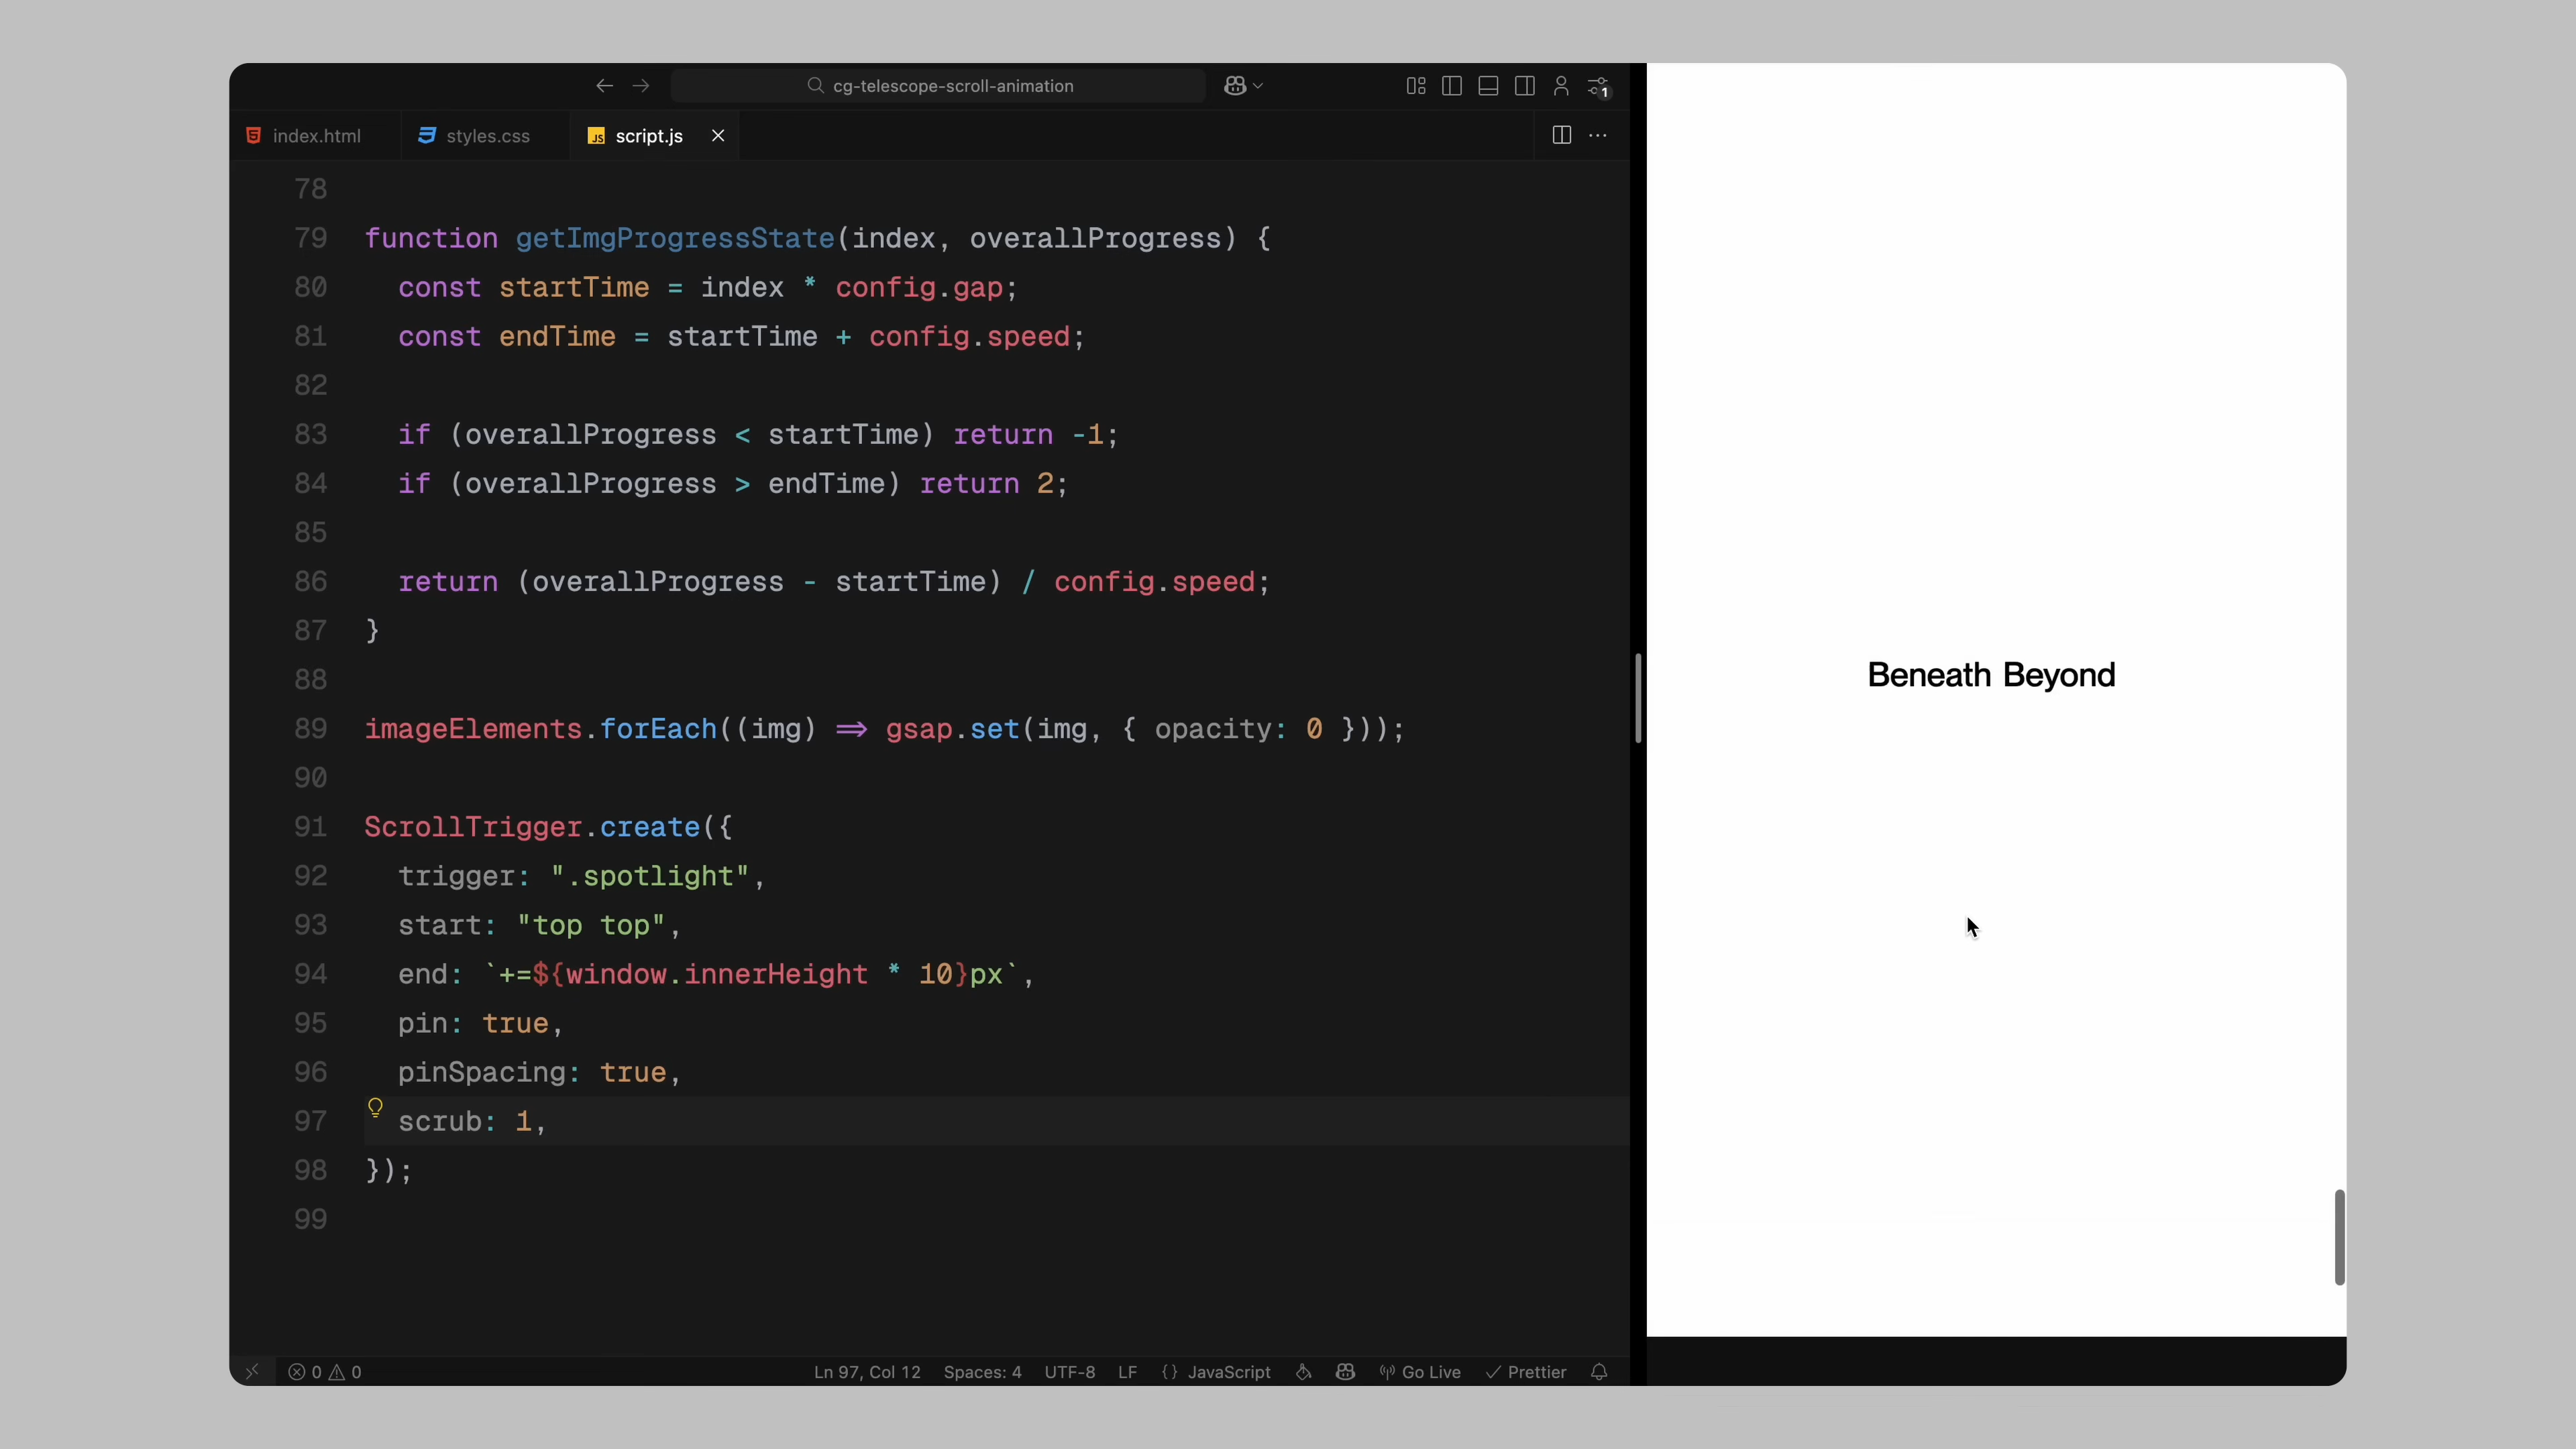 cg-telescope-scroll-animation
1
index.html
styles.css
JS script.js
78
79 function getImgProgressState(index, overallProgress) {
80 const startTime = index * config.gap;
81 const endTime = startTime + config.speed;
82
83 if (overallProgress < startTime) return -1;
84 if (overallProgress > endTime) return 2;
85
86 return (overallProgress - startTime) / config.speed;
87 }
88
89 imageElements.forEach((img) => gsap.set(img, { opacity: 0 }));
90
91 ScrollTrigger.create({
92 trigger: ".spotlight",
93 start: "top top",
94 end: `+=${window.innerHeight * 10}px`,
95 pin: true,
96 pinSpacing: true,
97 scrub: 1,
98 });
99
Beneath Beyond
0 0 Ln 97, Col 12 Spaces: 4 UTF-8 LF {} JavaScript Go Live Prettier